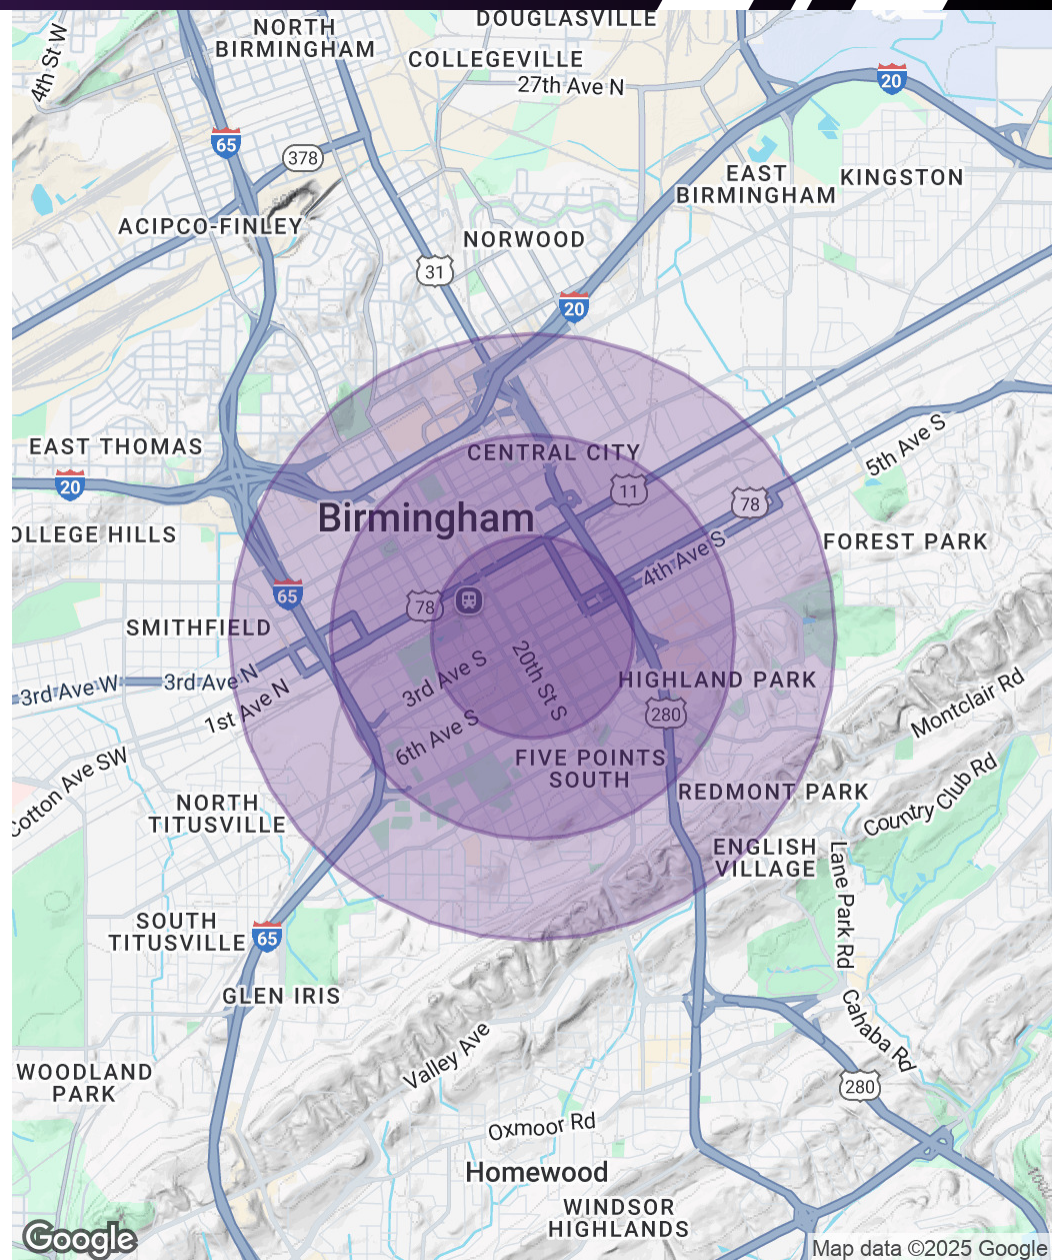 DOUGLASVILLE
NORTH
BIRMINGHAM
4th St W
COLLEGEVILLE
27th Ave N
20
65
378
EAST
BIRMINGHAM
KINGSTON
ACIPCO-FINLEY
NORWOOD
31
20
EAST THOMAS
CENTRAL CITY
5th Ave S
20
11
78
Birmingham
OLLEGE HILLS
FOREST PARK
4th Ave S
65
78
SMITHFIELD
20th St S
3rd Ave S
3rd Ave W
3rd Ave N
HIGHLAND PARK
1st Ave N
280
Montclair Rd
6th Ave S
FIVE POINTS
SOUTH
Cotton Ave SW
REDMONT PARK
Country Club Rd
NORTH
TITUSVILLE
ENGLISH
VILLAGE
Lane Park Rd
SOUTH
TITUSVILLE
65
GLEN IRIS
Cahaba Rd
Valley Ave
WOODLAND
PARK
280
Oxmoor Rd
Homewood
WINDSOR
HIGHLANDS
Google
Map data ©2025 Google